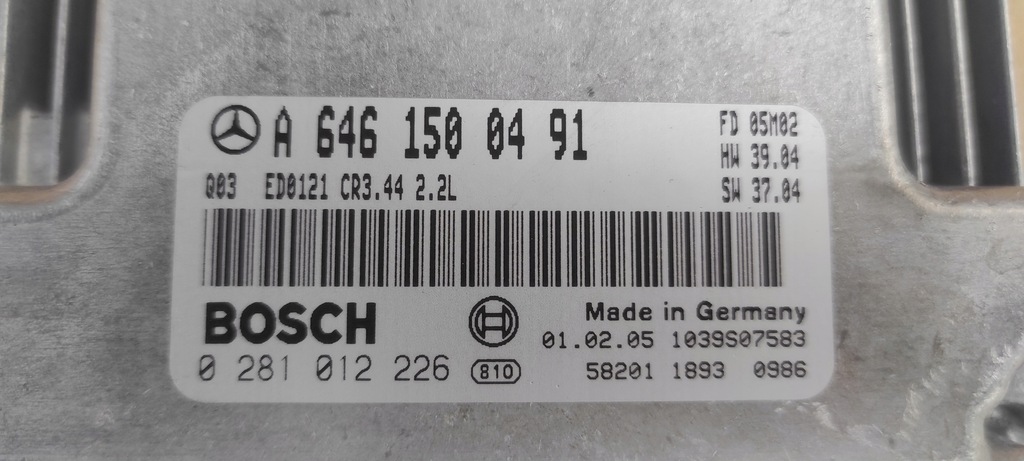 A 646 150 04 91
FD 05M02
HW 39.04
Q03 ED0121 CR3.44 2.2L
SW 37.04
BOSCH
Made in Germany
01.02.05 1039S07583
0 281 012 226
810
58201 1893 0986